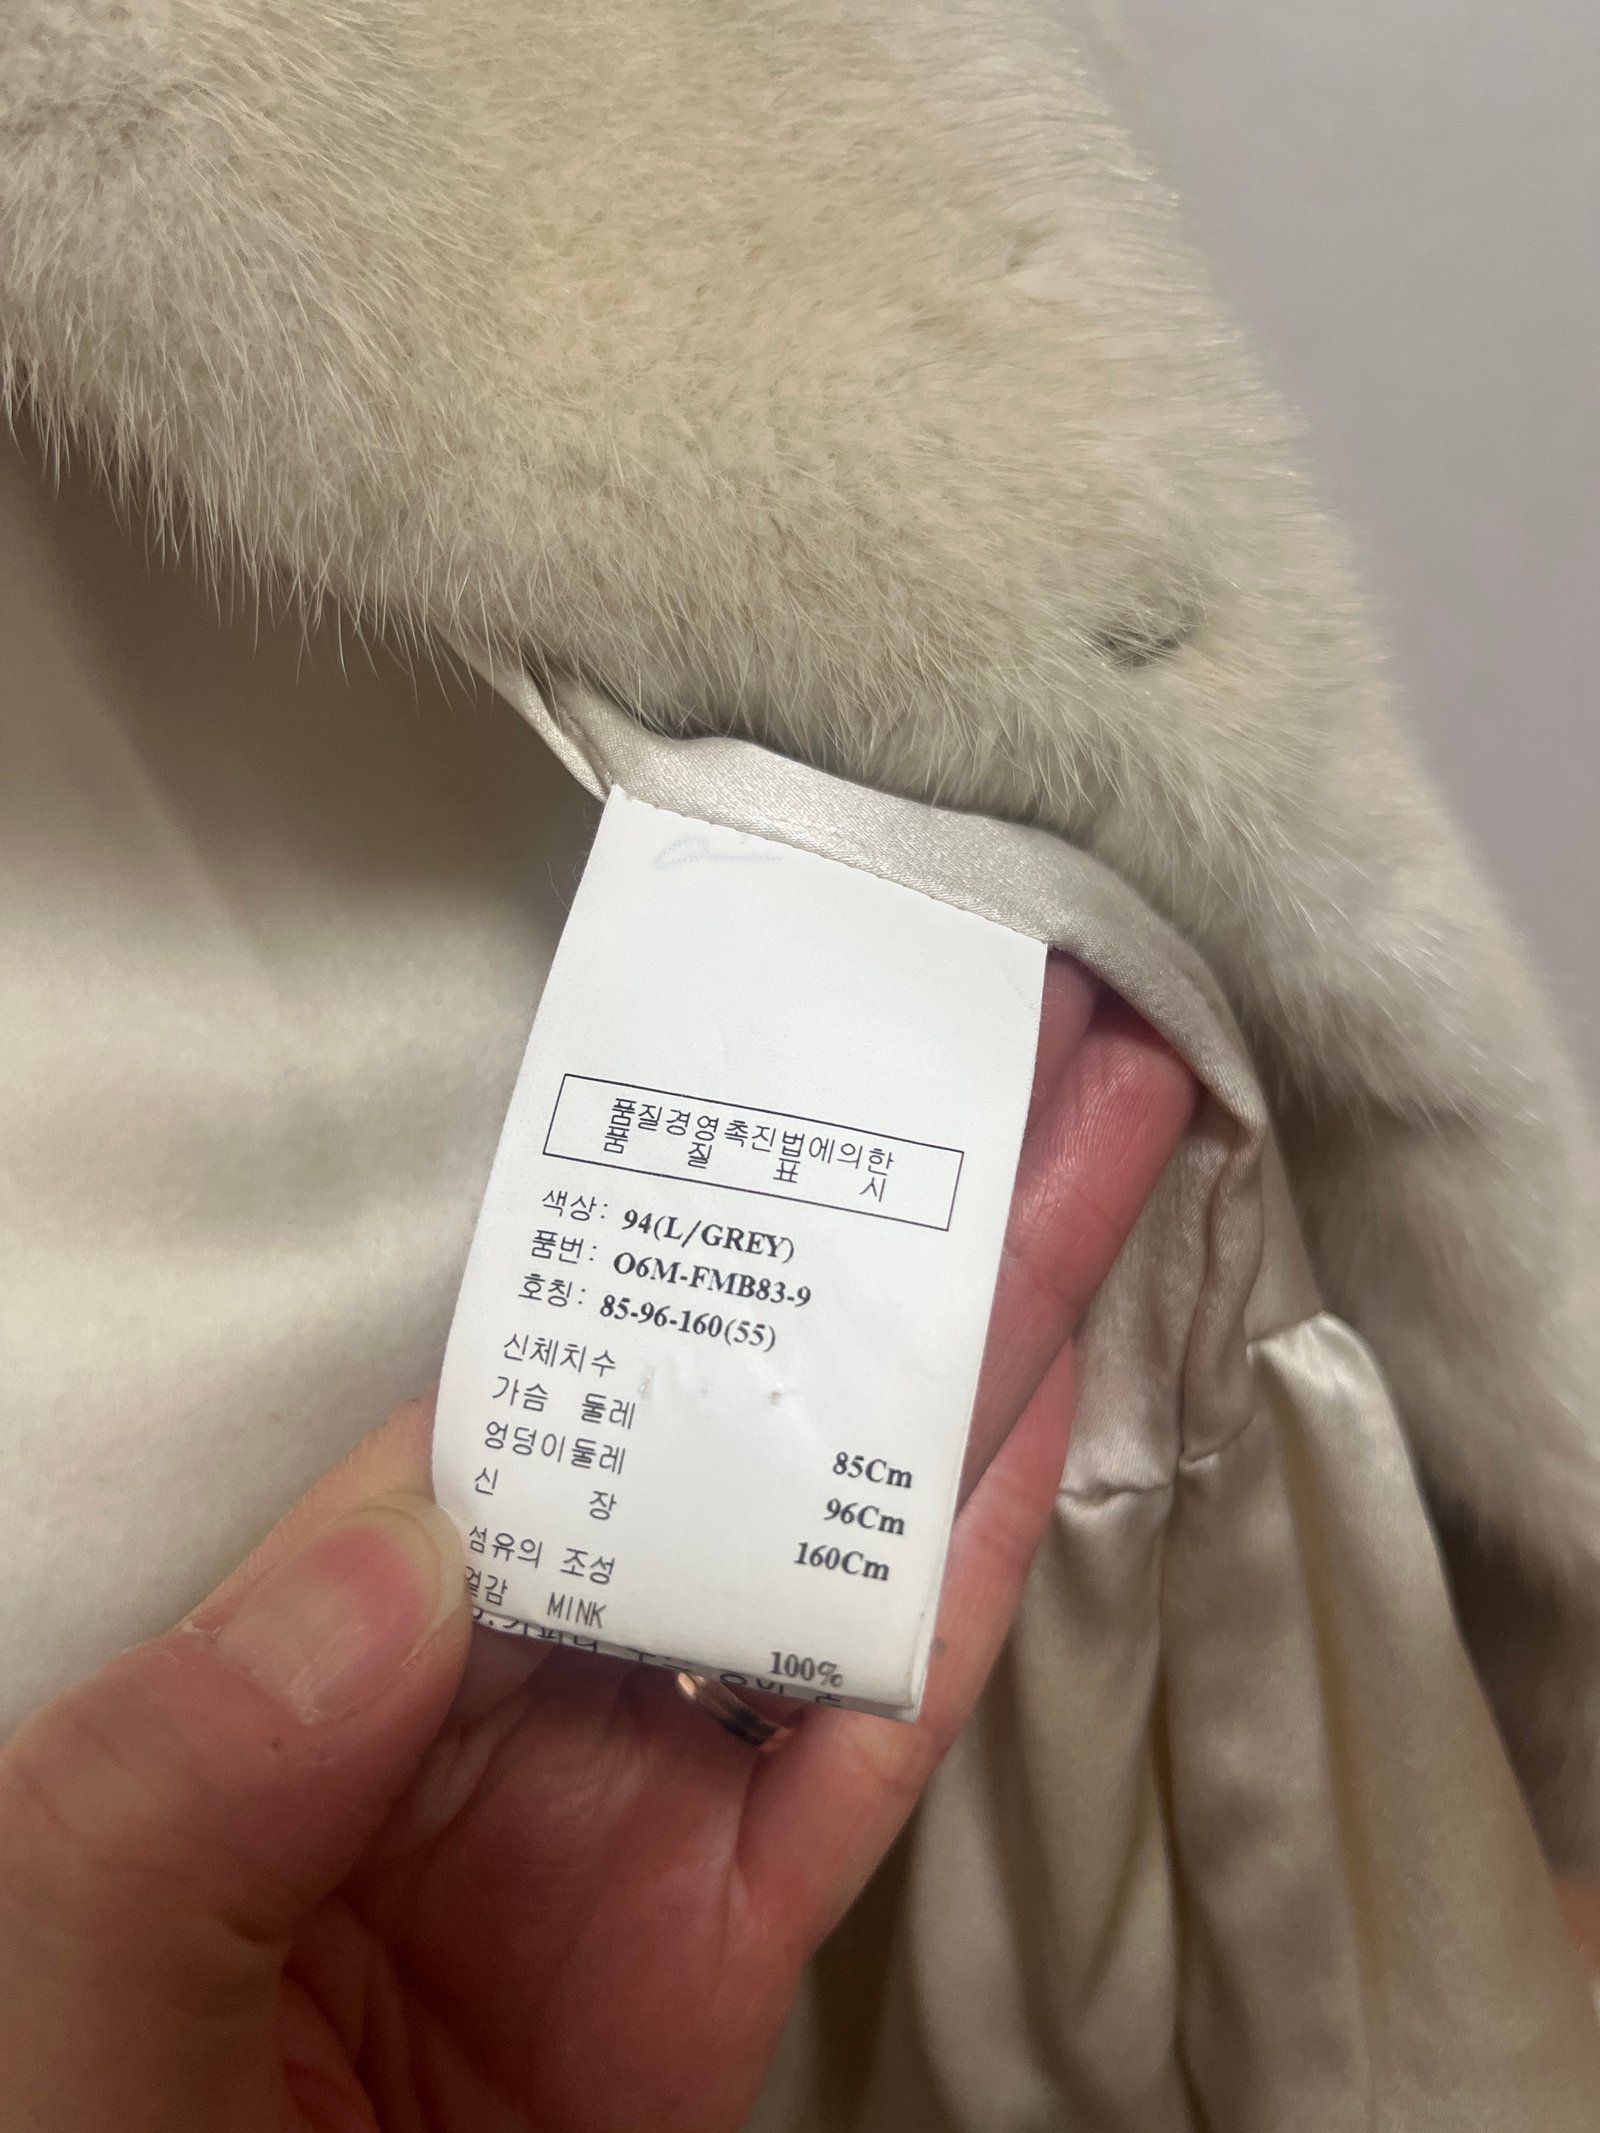 품질경영촉진법에의한
품 질 표 시
색상: 94(L/GREY)
품번: O6M-FMB83-9
호칭: 85-96-160(55)
신체치수
가슴 둘레 85Cm
엉덩이둘레 96Cm
신 장 160Cm
섬유의 조성
겉감 MINK 100%